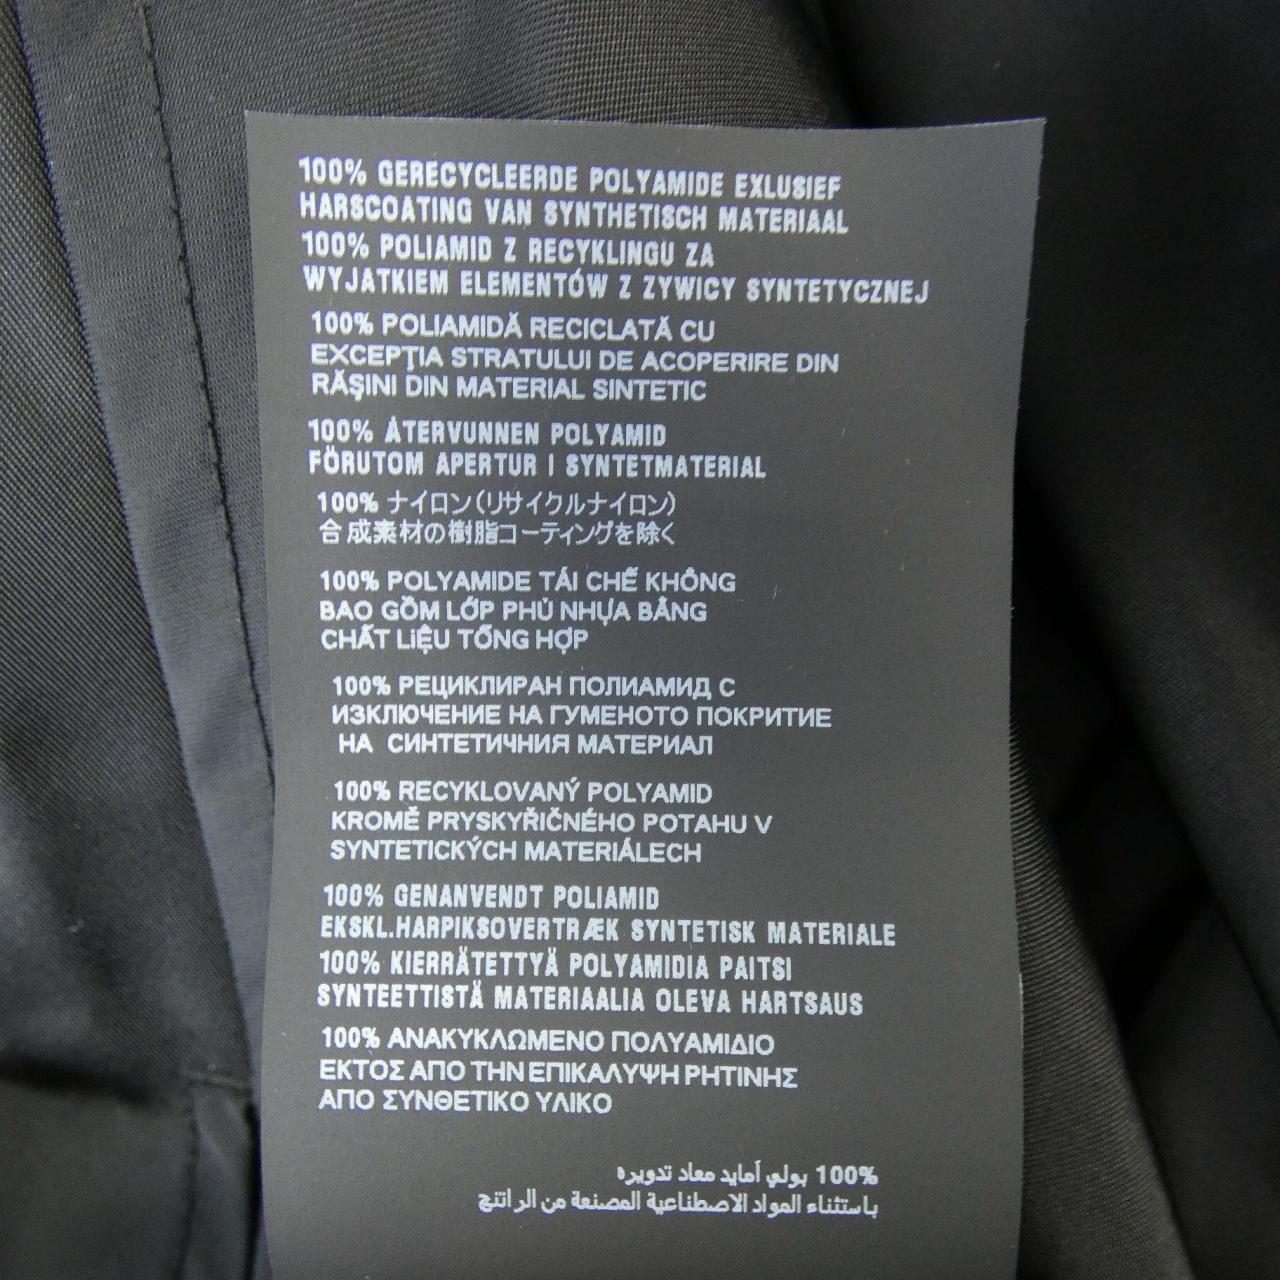 100% GERECYCLEERDE POLYAMIDE EXLUSIEF
HARSCOATING VAN SYNTHETISCH MATERIAAL
100% POLIAMID Z RECYKLINGU ZA
WYJATKIEM ELEMENTÓW Z ZYWICY SYNTETYCZNEJ
100% POLIAMIDĂ RECICLATĂ CU
EXCEPŢIA STRATULUI DE ACOPERIRE DIN
RĂŞINI DIN MATERIAL SINTETIC
100% ÅTERVUNNEN POLYAMID
FÖRUTOM APERTUR I SYNTETMATERIAL
100% ナイロン(リサイクルナイロン)
合成素材の樹脂コーティングを除く
100% POLYAMIDE TÁI CHẾ KHÔNG
BAO GỒM LỚP PHỦ NHỰA BẰNG
CHẤT LiỆU TỔNG HỢP
100% РЕЦИКЛИРАН ПОЛИАМИД С
ИЗКЛЮЧЕНИЕ НА ГУМЕНОТО ПОКРИТИЕ
НА СИНТЕТИЧНИЯ МАТЕРИАЛ
100% RECYKLOVANÝ POLYAMID
KROMĚ PRYSKYŘIČNÉHO POTAHU V
SYNTETICKÝCH MATERIÁLECH
100% GENANVENDT POLIAMID
EKSKL.HARPIKSOVERTRÆK SYNTETISK MATERIALE
100% KIERRÄTETTYÄ POLYAMIDIA PAITSI
SYNTEETTISTÄ MATERIAALIA OLEVA HARTSAUS
100% ΑΝΑΚΥΚΛΩΜΕΝΟ ΠΟΛΥΑΜΙΔΙΟ
ΕΚΤΟΣ ΑΠΟ ΤΗΝ ΕΠΙΚΑΛΥΨΗ ΡΗΤΙΝΗΣ
ΑΠΟ ΣΥΝΘΕΤΙΚΟ ΥΛΙΚΟ
100% بولي أمايد معاد تدويره
باستثناء المواد الاصطناعية المصنعة من الراتنج